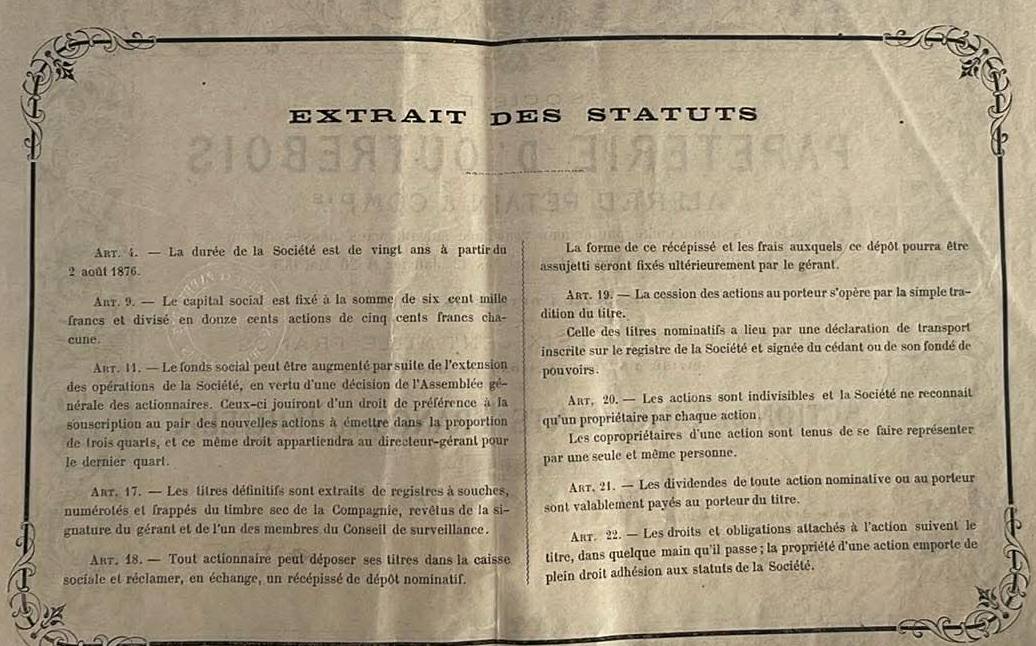 EXTRAIT DES STATUTS
ART. 4. — La durée de la Société est de vingt ans à partir du
2 août 1876.
ART. 9. — Le capital social est fixé à la somme de six cent mille
francs et divisé en douze cents actions de cinq cents francs cha-
cune.
ART. 11. — Le fonds social peut être augmenté par suite de l'extension
des opérations de la Société, en vertu d'une décision de l'Assemblée gé-
nérale des actionnaires. Ceux-ci jouiront d'un droit de préférence à la
souscription au pair des nouvelles actions à émettre dans la proportion
de trois quarts, et ce même droit appartiendra au directeur-gérant pour
le dernier quart.
ART. 17. — Les titres définitifs sont extraits de registres à souches,
numérotés et frappés du timbre sec de la Compagnie, revêtus de la si-
gnature du gérant et de l'un des membres du Conseil de surveillance.
ART. 18. — Tout actionnaire peut déposer ses titres dans la caisse
sociale et réclamer, en échange, un récépissé de dépôt nominatif.
La forme de ce récépissé et les frais auxquels ce dépôt pourra être
assujetti seront fixés ultérieurement par le gérant.
ART. 19. — La cession des actions au porteur s'opère par la simple tra-
dition du titre.
Celle des titres nominatifs a lieu par une déclaration de transport
inscrite sur le registre de la Société et signée du cédant ou de son fondé de
pouvoirs.
ART. 20. — Les actions sont indivisibles et la Société ne reconnait
qu'un propriétaire par chaque action.
Les copropriétaires d'une action sont tenus de se faire représenter
par une seule et même personne.
ART. 21. — Les dividendes de toute action nominative ou au porteur
sont valablement payés au porteur du titre.
ART. 22. — Les droits et obligations attachés à l'action suivent le
titre, dans quelque main qu'il passe ; la propriété d'une action emporte de
plein droit adhésion aux statuts de la Société.